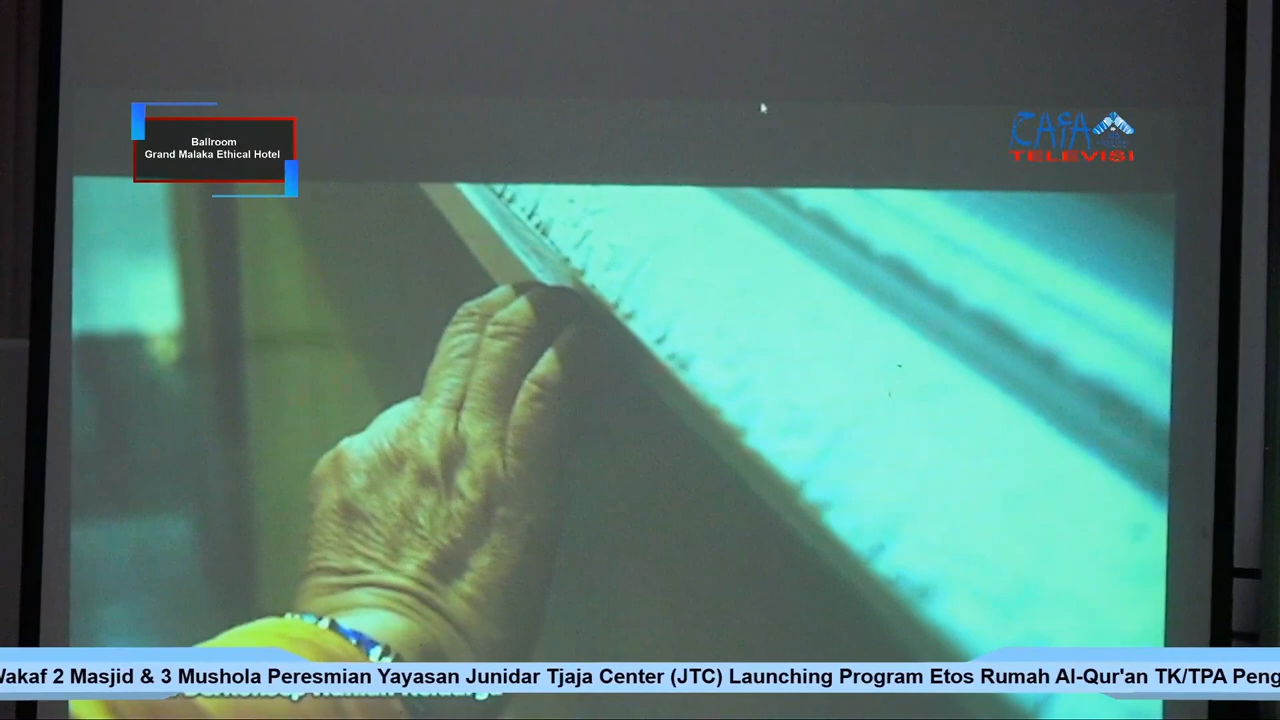 Ballroom
Grand Malaka Ethical Hotel
CAFA
TELEVISI
Wakaf 2 Masjid & 3 Mushola Peresmian Yayasan Junidar Tjaja Center (JTC) Launching Program Etos Rumah Al-Qur'an TK/TPA Peng